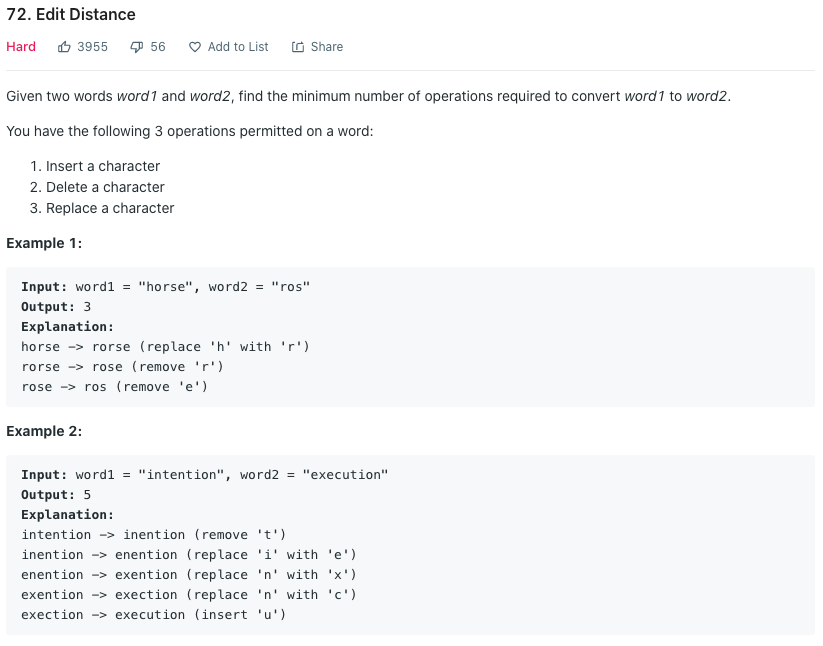 72. Edit Distance
Hard 3955 56 Add to List Share
Given two words word1 and word2, find the minimum number of operations required to convert word1 to word2.
You have the following 3 operations permitted on a word:
1. Insert a character
2. Delete a character
3. Replace a character
Example 1:
Input: word1 = "horse", word2 = "ros"
Output: 3
Explanation:
horse -> rorse (replace 'h' with 'r')
rorse -> rose (remove 'r')
rose -> ros (remove 'e')
Example 2:
Input: word1 = "intention", word2 = "execution"
Output: 5
Explanation:
intention -> inention (remove 't')
inention -> enention (replace 'i' with 'e')
enention -> exention (replace 'n' with 'x')
exention -> exection (replace 'n' with 'c')
exection -> execution (insert 'u')